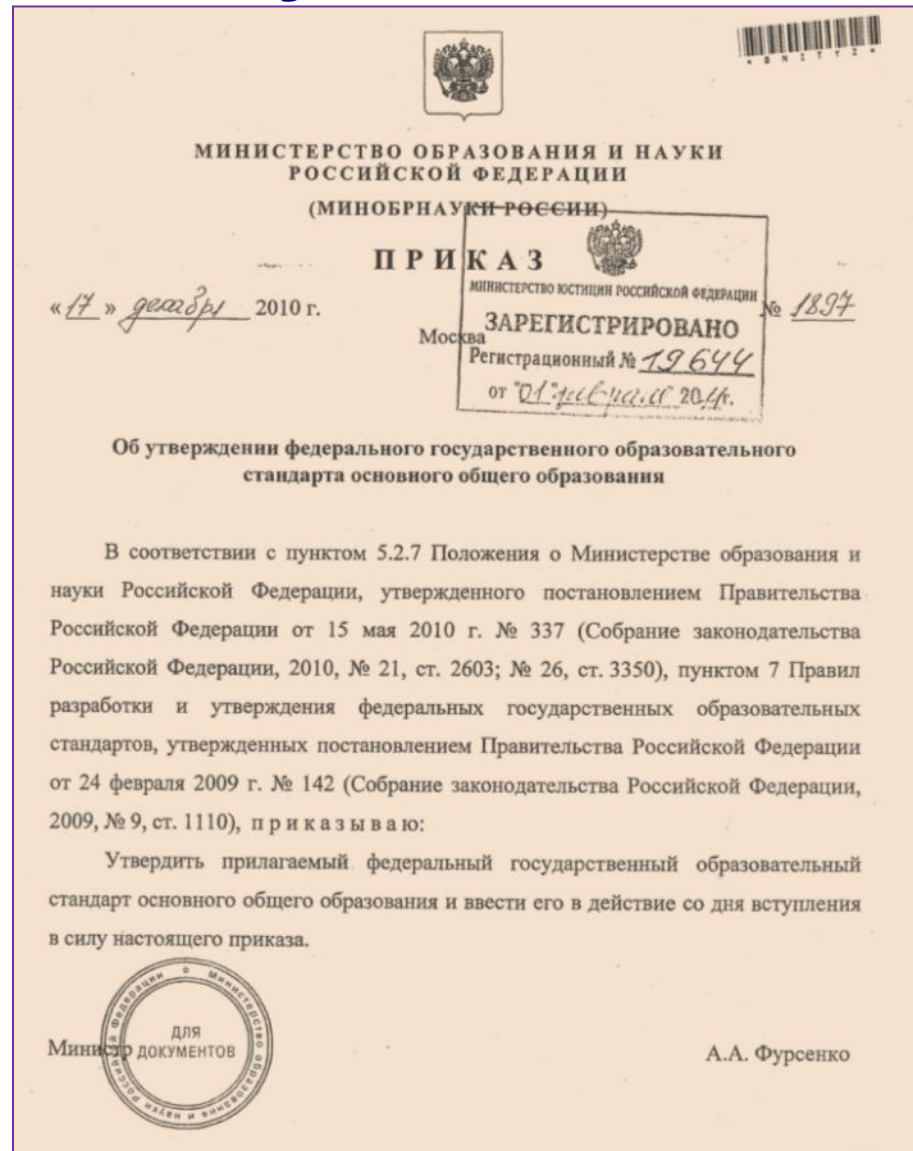 МИНИСТЕРСТВО ОБРАЗОВАНИЯ И НАУКИ
РОССИЙСКОЙ ФЕДЕРАЦИИ
(МИНОБРНАУКИ РОССИИ)
ПРИКАЗ
«17» декабря 2010 г.
№ 1897
Москва
МИНИСТЕРСТВО ЮСТИЦИИ РОССИЙСКОЙ ФЕДЕРАЦИИ
ЗАРЕГИСТРИРОВАНО
Регистрационный № 19644
от "01" февраля 2011г.
Об утверждении федерального государственного образовательного
стандарта основного общего образования
В соответствии с пунктом 5.2.7 Положения о Министерстве образования и
науки Российской Федерации, утвержденного постановлением Правительства
Российской Федерации от 15 мая 2010 г. № 337 (Собрание законодательства
Российской Федерации, 2010, № 21, ст. 2603; № 26, ст. 3350), пунктом 7 Правил
разработки и утверждения федеральных государственных образовательных
стандартов, утвержденных постановлением Правительства Российской Федерации
от 24 февраля 2009 г. № 142 (Собрание законодательства Российской Федерации,
2009, № 9, ст. 1110), п р и к а з ы в а ю:
Утвердить прилагаемый федеральный государственный образовательный
стандарт основного общего образования и ввести его в действие со дня вступления
в силу настоящего приказа.
Министр
А.А. Фурсенко
Министерство образования и науки Российской Федерации
ДЛЯ
ДОКУМЕНТОВ